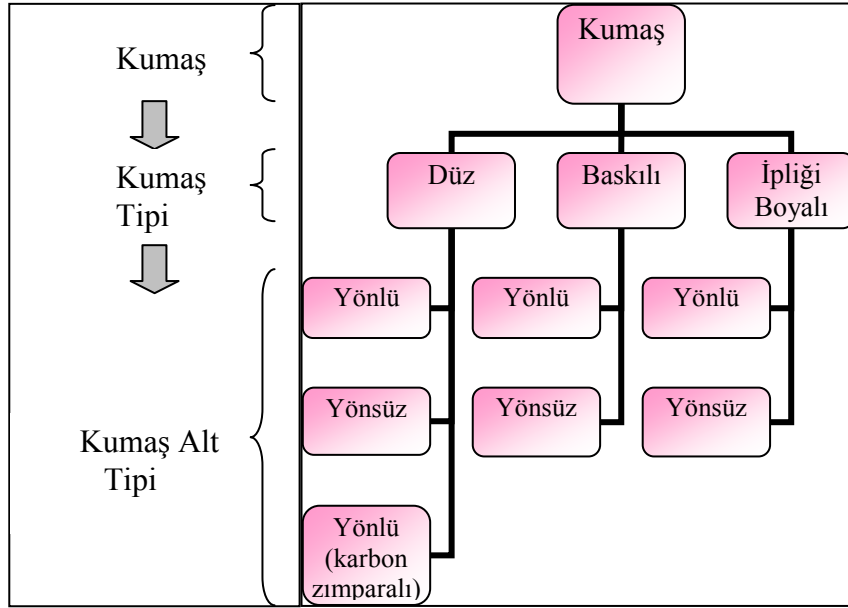 Kumaş
Kumaş
Tipi
Kumaş Alt
Tipi
Kumaş
Düz
Baskılı
İpliği
Boyalı
Yönlü
Yönlü
Yönlü
Yönsüz
Yönsüz
Yönsüz
Yönlü
(karbon
zımparalı)